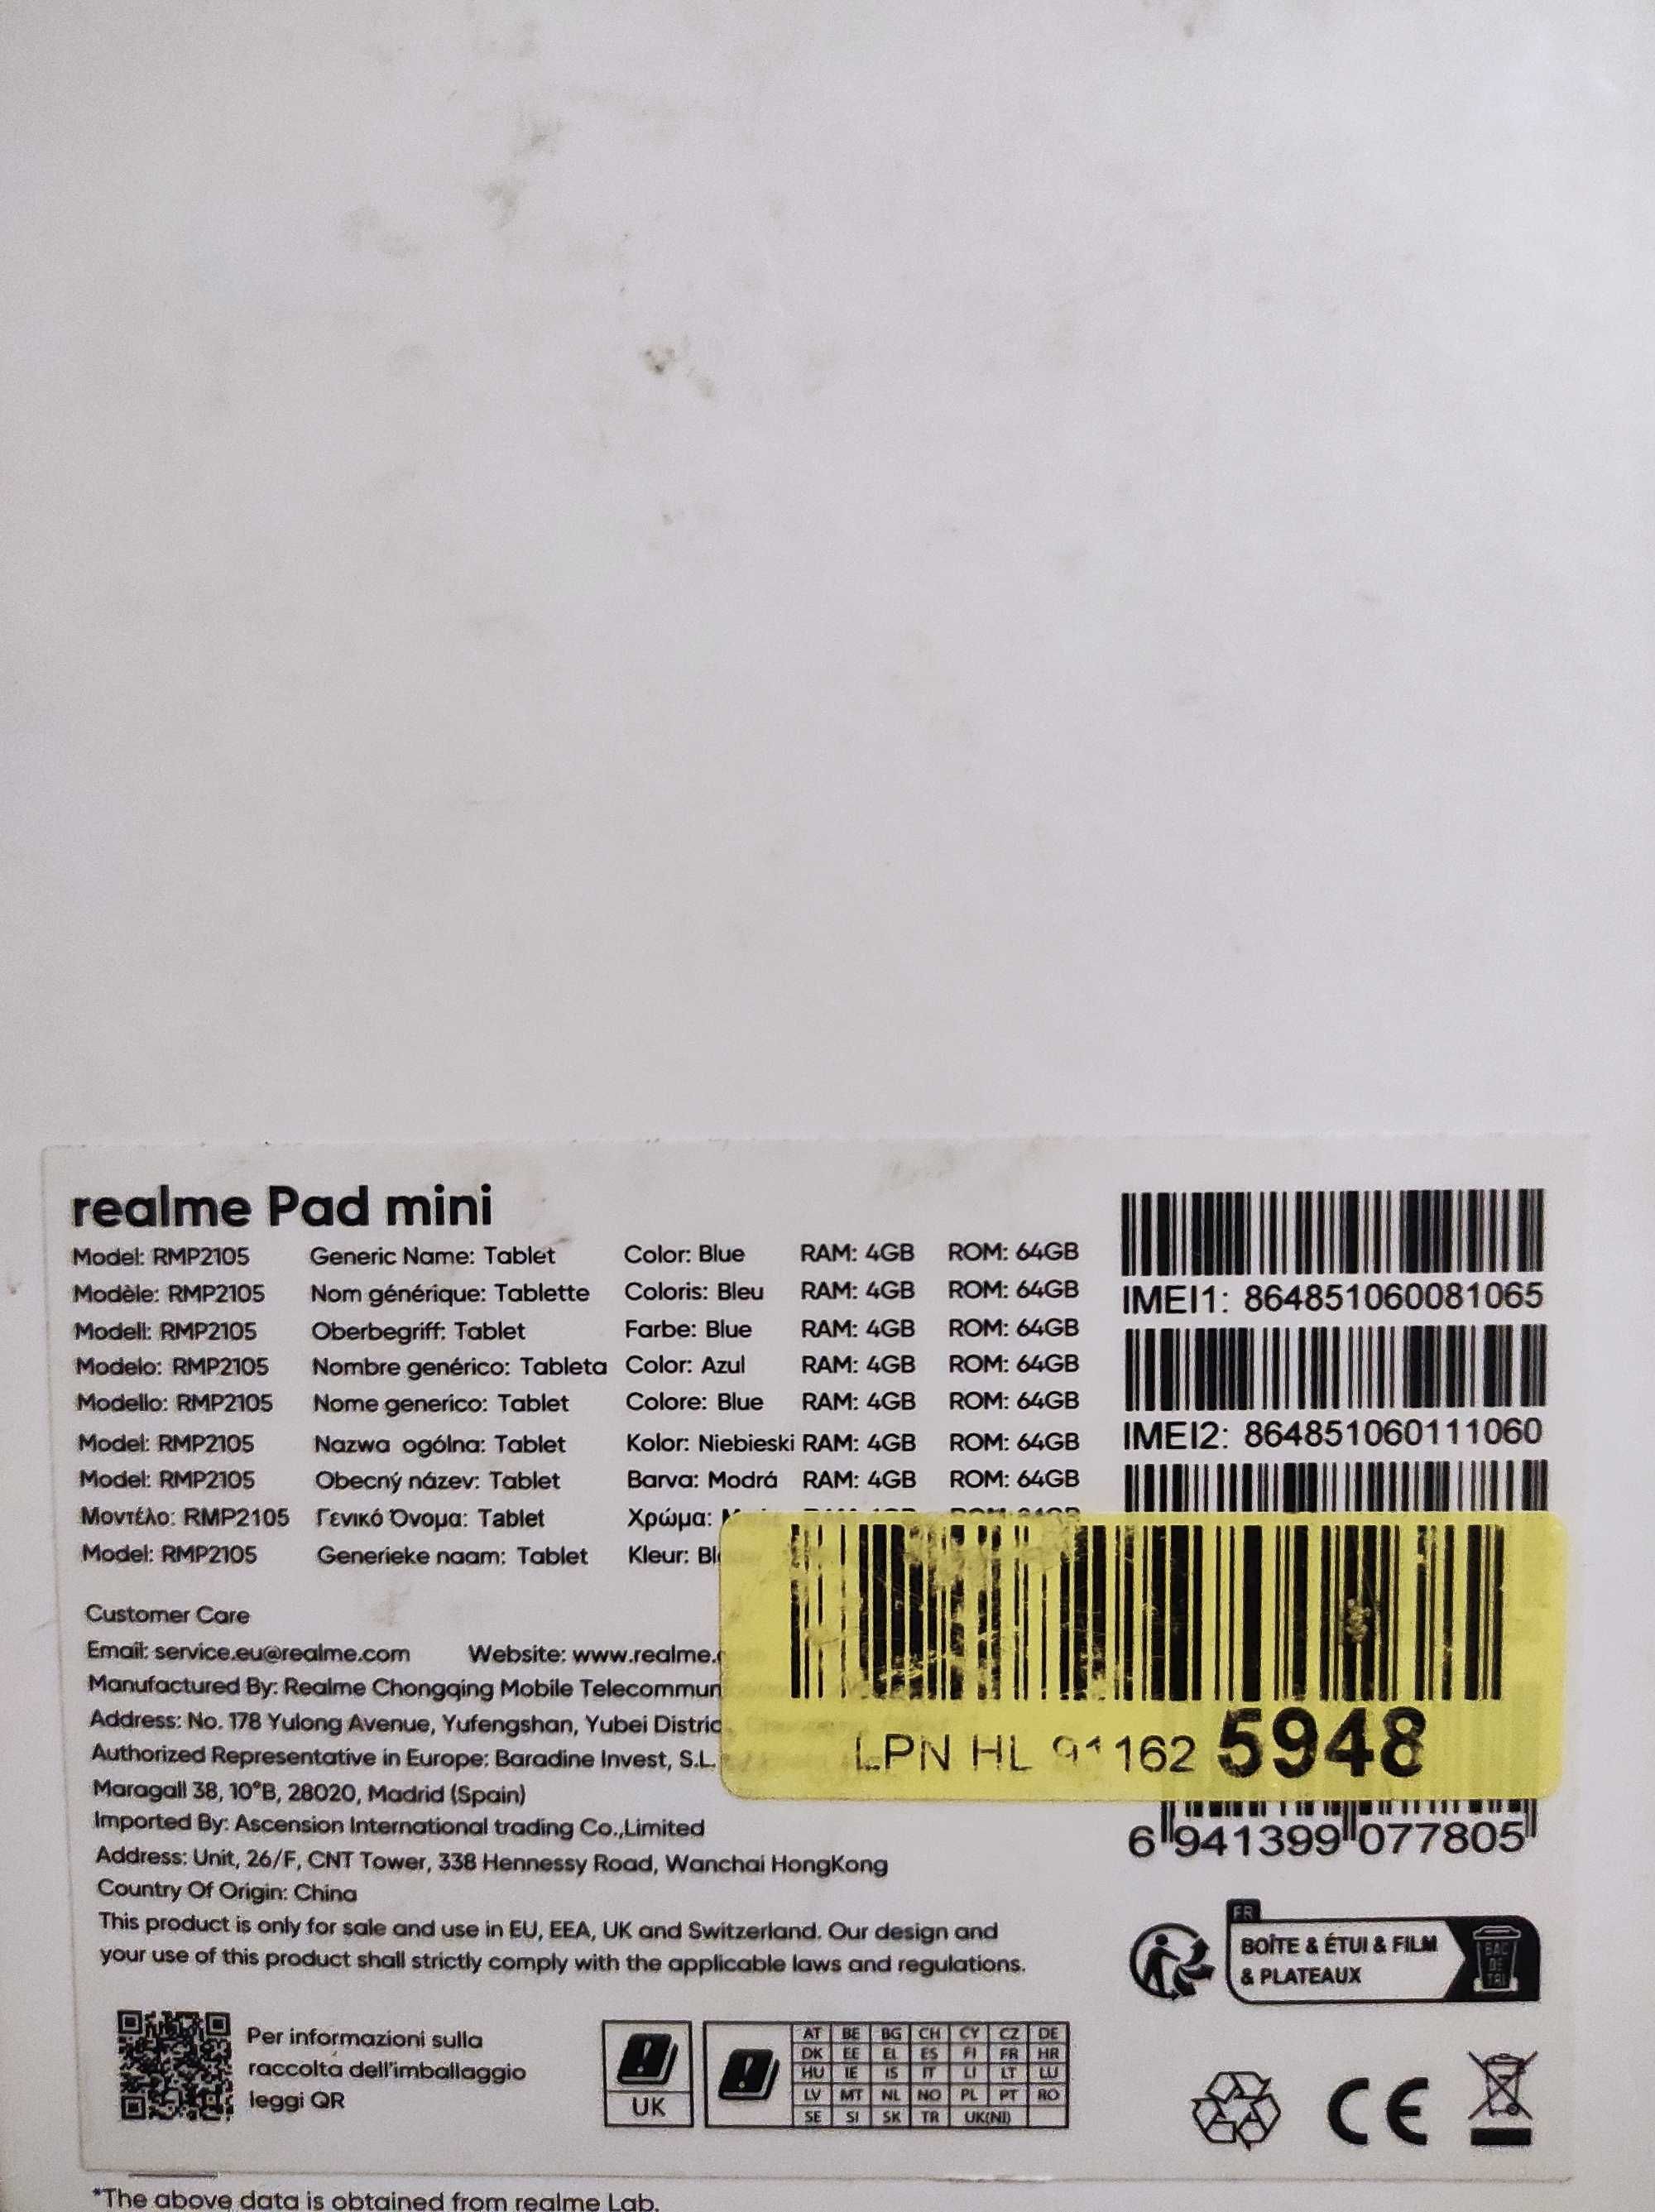 realme Pad mini
Model: RMP2105 Generic Name: Tablet Color: Blue RAM: 4GB ROM: 64GB
Modèle: RMP2105 Nom générique: Tablette Coloris: Bleu RAM: 4GB ROM: 64GB
Modell: RMP2105 Oberbegriff: Tablet Farbe: Blue RAM: 4GB ROM: 64GB
Modelo: RMP2105 Nombre genérico: Tableta Color: Azul RAM: 4GB ROM: 64GB
Modello: RMP2105 Nome generico: Tablet Colore: Blue RAM: 4GB ROM: 64GB
Model: RMP2105 Nazwa ogólna: Tablet Kolor: Niebieski RAM: 4GB ROM: 64GB
Model: RMP2105 Obecný název: Tablet Barva: Modrá RAM: 4GB ROM: 64GB
Μοντέλο: RMP2105 Γενικό Όνομα: Tablet Χρώμα:
Model: RMP2105 Generieke naam: Tablet Kleur:
IMEI1: 864851060081065
IMEI2: 864851060111060
LPN HL 91162 5948
6 941399 077805
Customer Care
Email: service.eu@realme.com Website: www.realme.
Manufactured By: Realme Chongqing Mobile
Address: No. 178 Yulong Avenue, Yufengshan, Yubei
Authorized Representative in Europe: Baradine Invest, S.L.
Maragall 38, 10°B, 28020, Madrid (Spain)
Imported By: Ascension International trading Co.,Limited
Address: Unit, 26/F, CNT Tower, 338 Hennessy Road, Wanchai HongKong
Country Of Origin: China
This product is only for sale and use in EU, EEA, UK and Switzerland. Our design and
your use of this product shall strictly comply with the applicable laws and regulations.
FR
BOÎTE & ÉTUI & FILM
& PLATEAUX
BAC
DE
TRI
Per informazioni sulla
raccolta dell'imballaggio
leggi QR
UK
AT BE BG CH CY CZ DE
DK EE EL ES FI FR HR
HU IE IS IT LI LT LU
LV MT NL NO PL PT RO
SE SI SK TR UK(NI)
CE
*The above data is obtained from realme Lab.